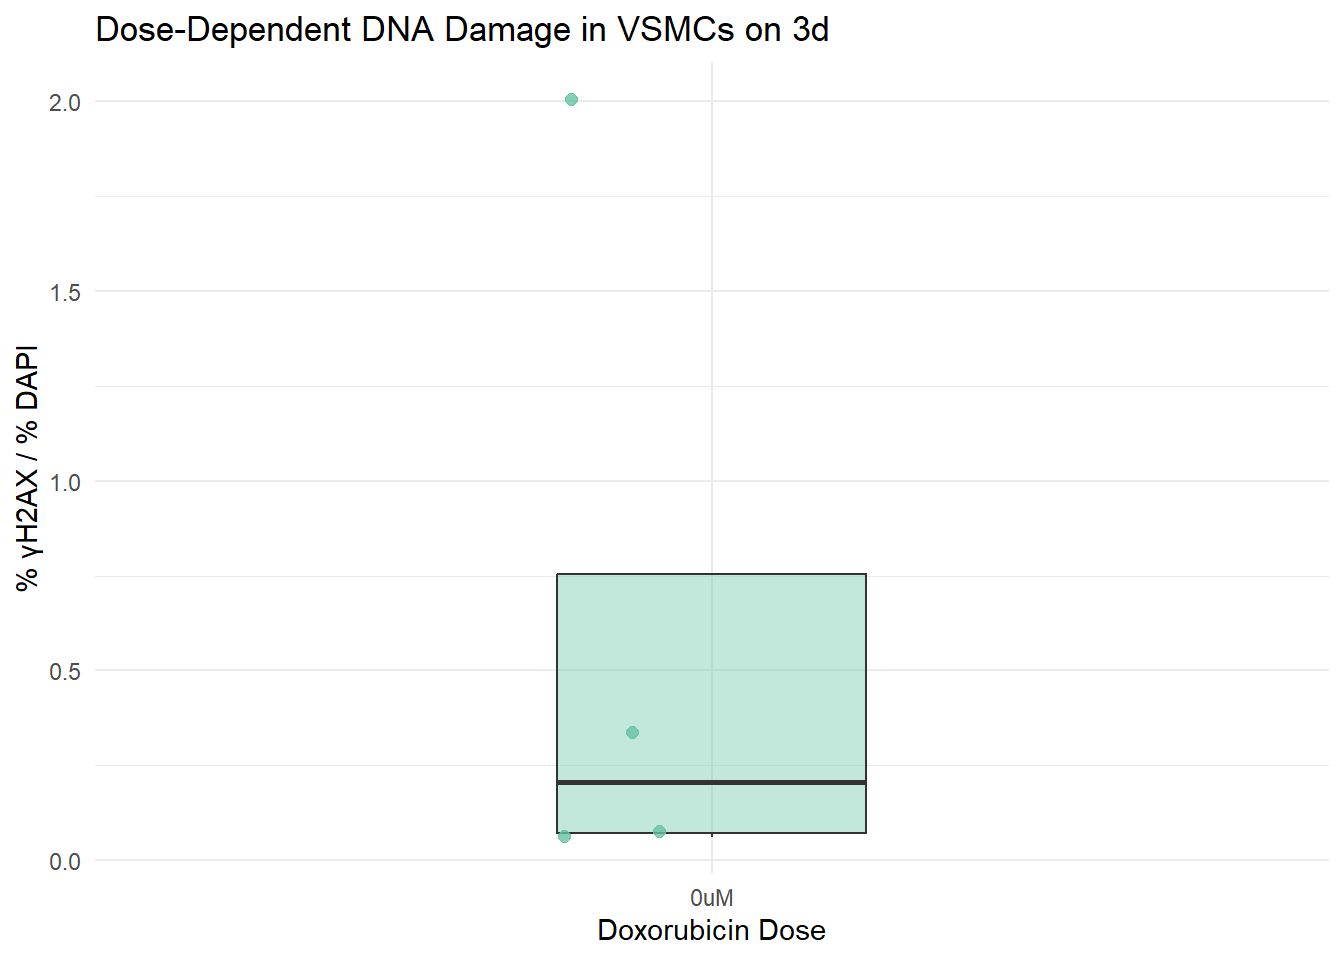 Dose-Dependent DNA Damage in VSMCs on 3d
2.0
1.5
1.0
0.5
0.0
% γH2AX / % DAPI
0uM
Doxorubicin Dose